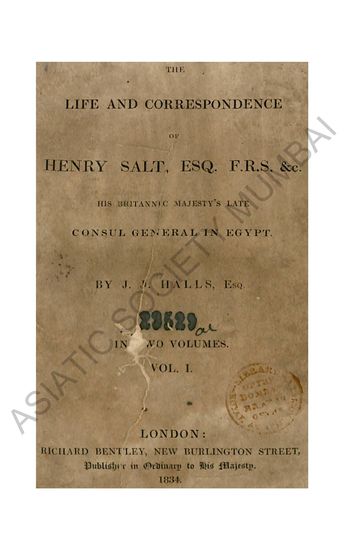 THE
LIFE AND CORRESPONDENCE
OF
HENRY SALT, ESQ. F.R.S. &c.
HIS BRITANNIC MAJESTY'S LATE
CONSUL GENERAL IN EGYPT.
BY J. J. HALLS, ESQ.
29629
IN TWO VOLUMES.
VOL. I.
LONDON:
RICHARD BENTLEY, NEW BURLINGTON STREET,
Publisher in Ordinary to His Majesty.
1834.
ASIATIC SOCIETY MUMBAI